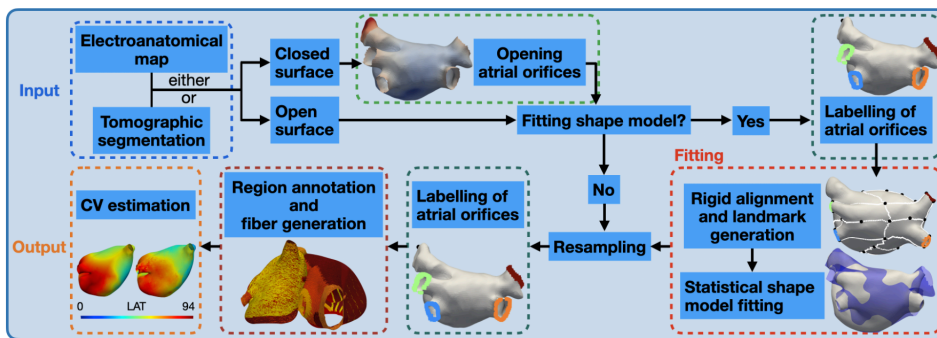 Input
Electroanatomical
map
either
or
Tomographic
segmentation
Closed
surface
Open
surface
Opening
atrial orifices
Fitting shape model?
Yes
No
Labelling of
atrial orifices
Fitting
Rigid alignment
and landmark
generation
Statistical shape
model fitting
Resampling
Labelling of
atrial orifices
Region annotation
and
fiber generation
Output
CV estimation
0 LAT 94